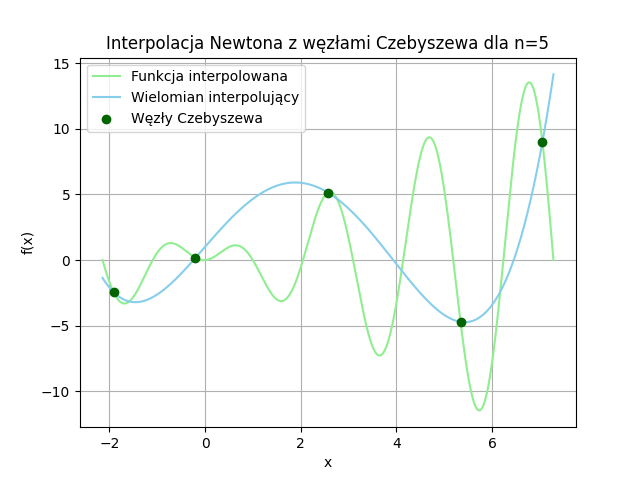 Interpolacja Newtona z węzłami Czebyszewa dla n=5
Funkcja interpolowana
Wielomian interpolujący
Węzły Czebyszewa
f(x)
15
10
5
0
−5
−10
−2
0
2
4
6
x